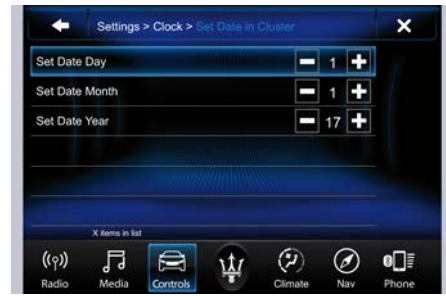 Settings > Clock > Set Date in Cluster
Set Date Day 1
Set Date Month 1
Set Date Year 17
X items in list
Radio Media Controls Climate Nav Phone